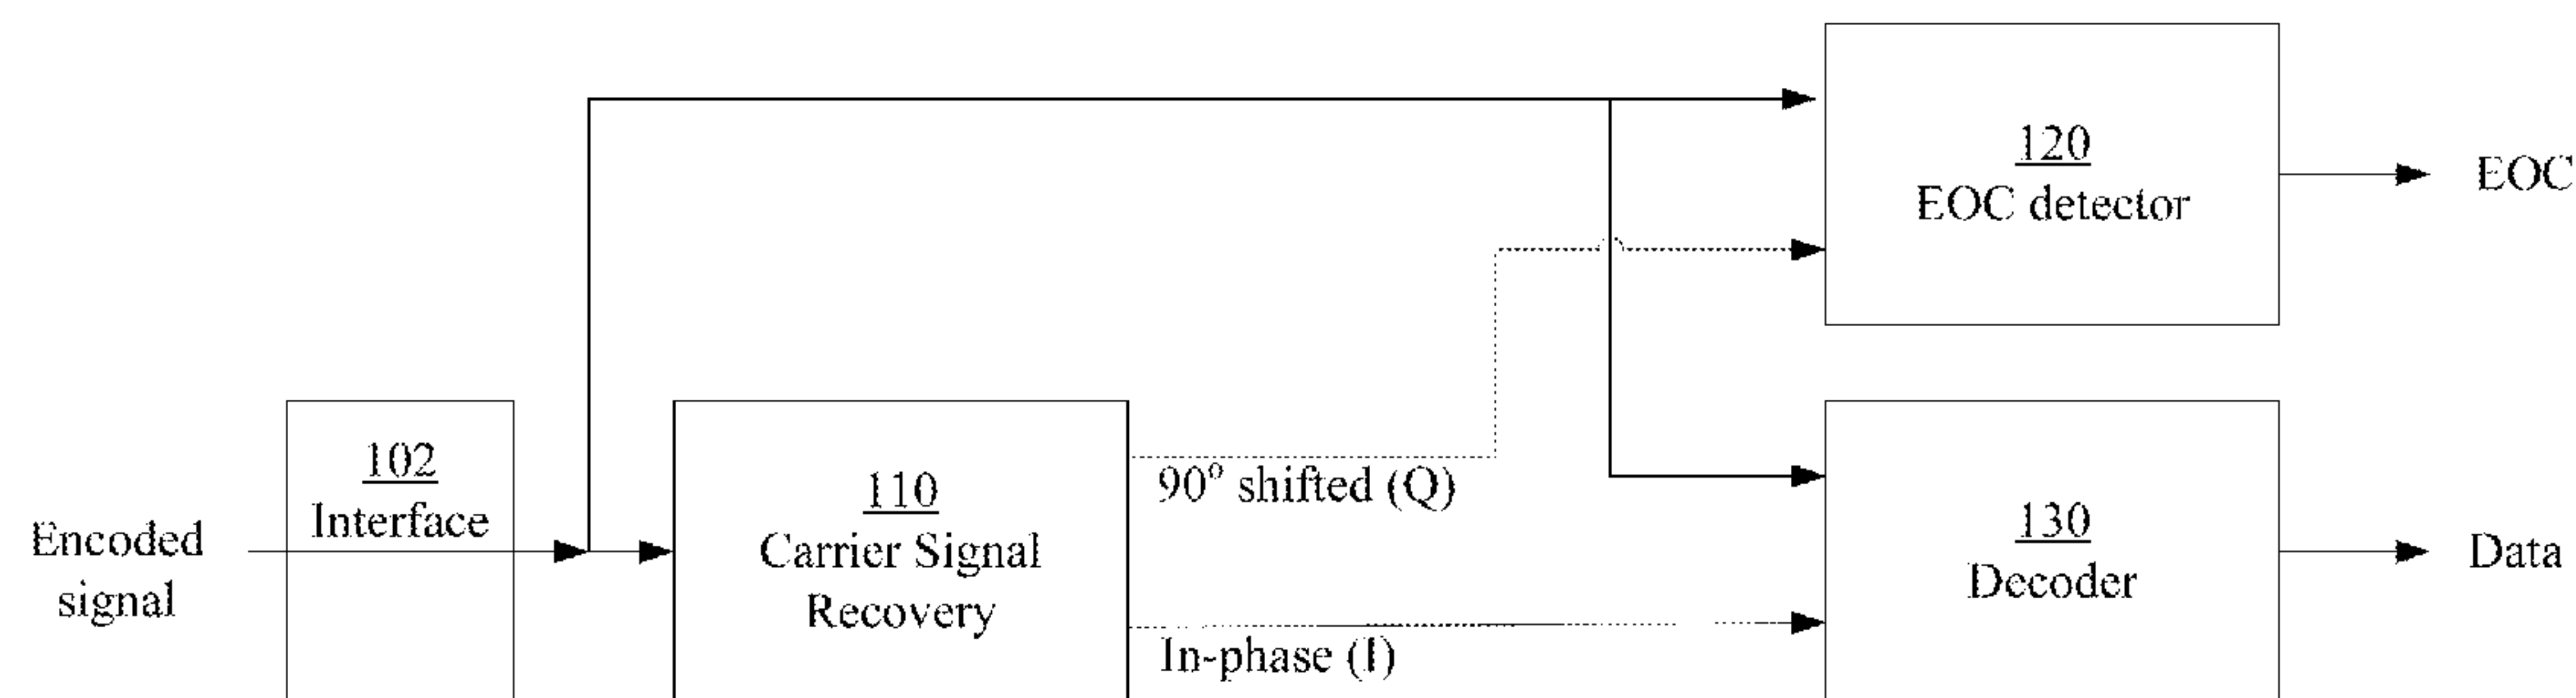 120
EOC detector
EOC
102
Interface
Encoded
signal
110
Carrier Signal
Recovery
90° shifted (Q)
In-phase (I)
130
Decoder
Data